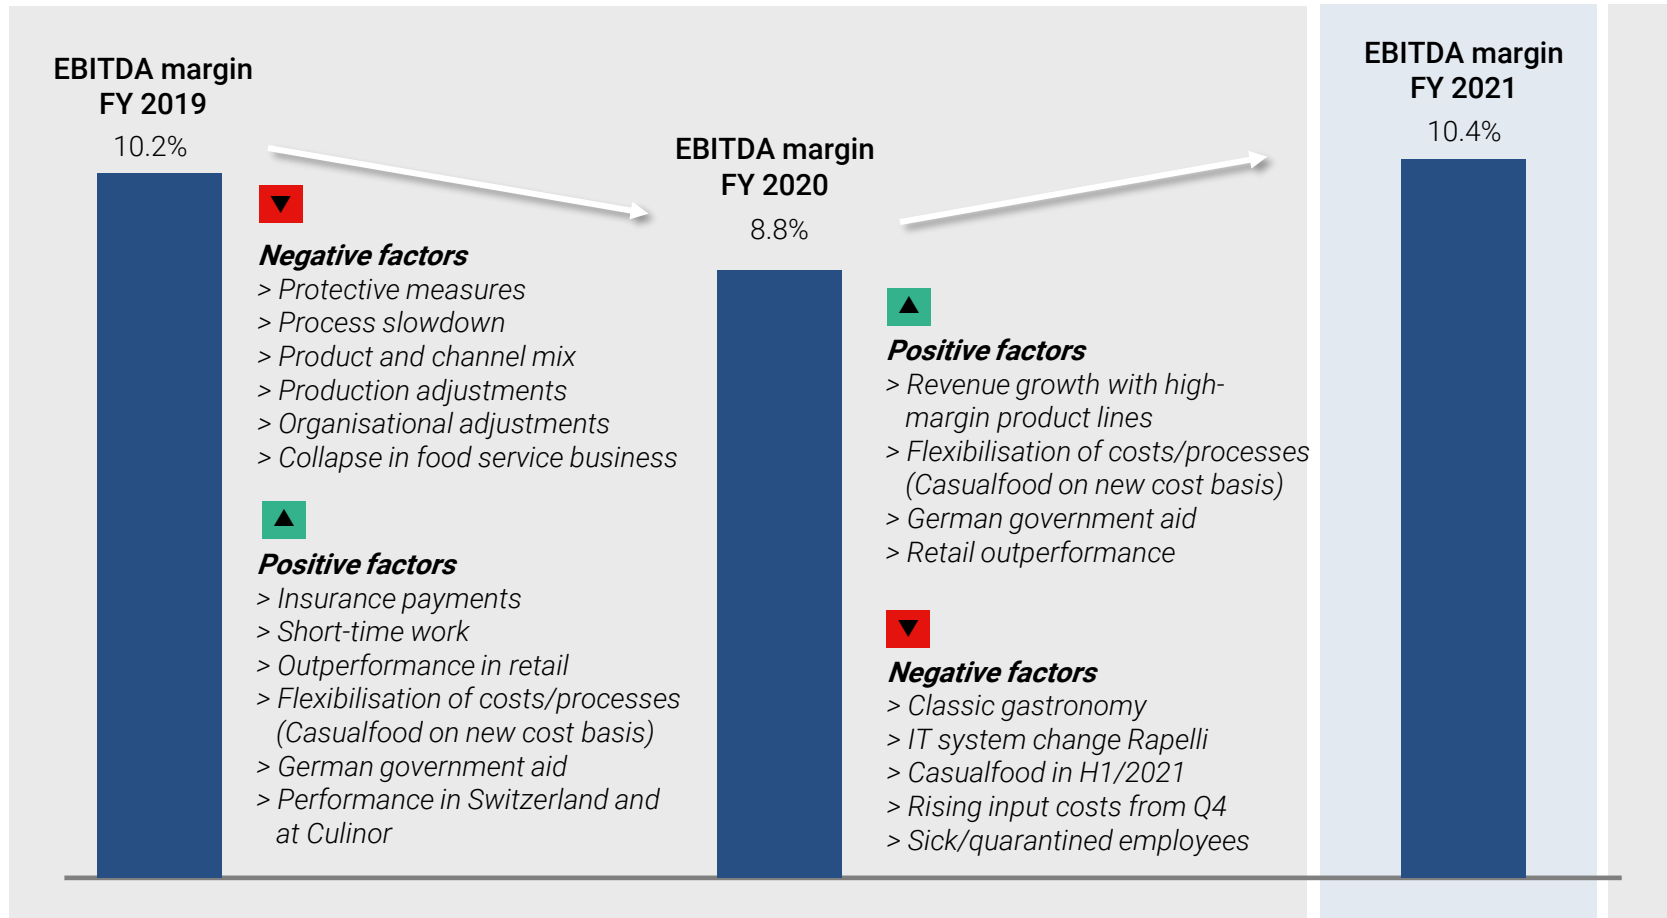 EBITDA margin
FY 2019
10.2%
Negative factors
> Protective measures
> Process slowdown
> Product and channel mix
> Production adjustments
> Organisational adjustments
> Collapse in food service business
Positive factors
> Insurance payments
> Short-time work
> Outperformance in retail
> Flexibilisation of costs/processes
(Casualfood on new cost basis)
> German government aid
> Performance in Switzerland and
at Culinor
EBITDA margin
FY 2020
8.8%
Positive factors
> Revenue growth with high-
margin product lines
> Flexibilisation of costs/processes
(Casualfood on new cost basis)
> German government aid
> Retail outperformance
Negative factors
> Classic gastronomy
> IT system change Rapelli
> Casualfood in H1/2021
> Rising input costs from Q4
> Sick/quarantined employees
EBITDA margin
FY 2021
10.4%